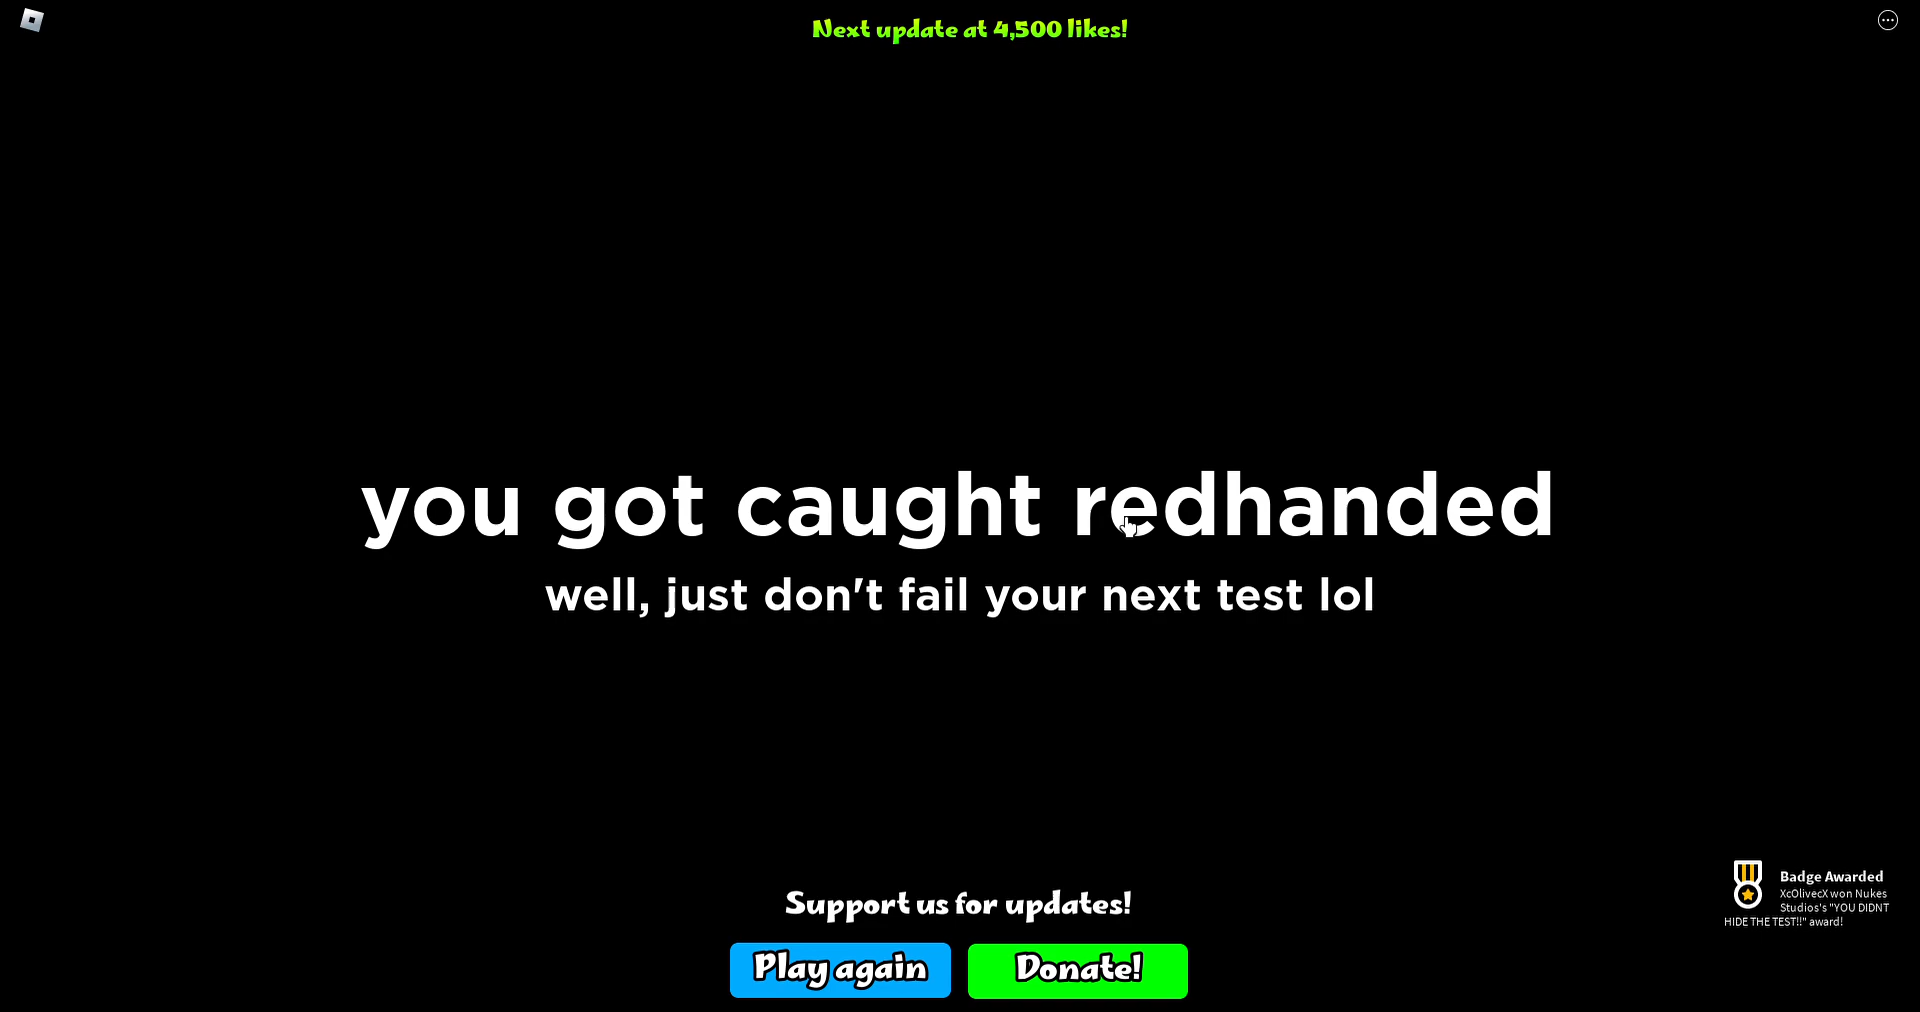 Next update at 4,500 likes!
you got caught redhanded
well, just don't fail your next test lol
Support us for updates!
Play again
Donate!
Badge Awarded
XcOlivecX won Nukes
Studios's "YOU DIDNT
HIDE THE TEST!!" award!